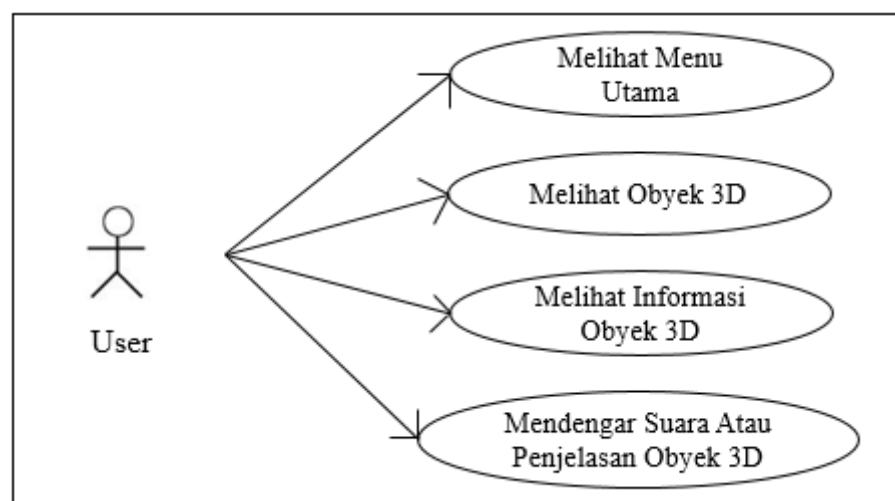 Melihat Menu
Utama
Melihat Obyek 3D
Melihat Informasi
Obyek 3D
User
Mendengar Suara Atau
Penjelasan Obyek 3D